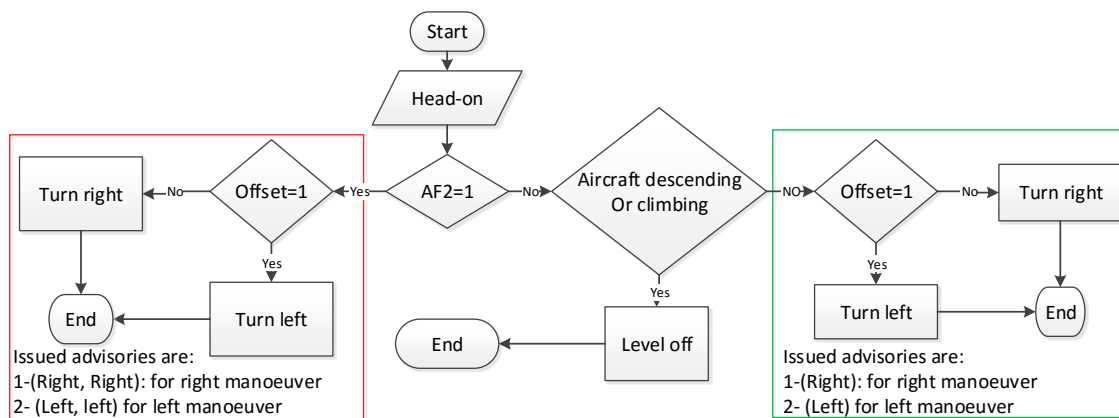 Start
Head-on
AF2=1
Yes
No
Offset=1
No
Yes
Turn right
Turn left
End
Issued advisories are:
1-(Right, Right): for right manoeuver
2- (Left, left) for left manoeuver
Aircraft descending
Or climbing
Yes
NO
Level off
End
Offset=1
No
Yes
Turn right
Turn left
End
Issued advisories are:
1-(Right): for right manoeuver
2- (Left) for left manoeuver